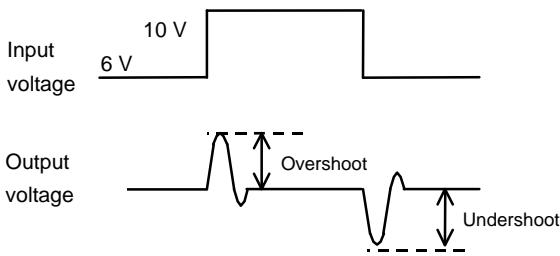 10 V
Input
voltage
6 V
Output
voltage
Overshoot
Undershoot